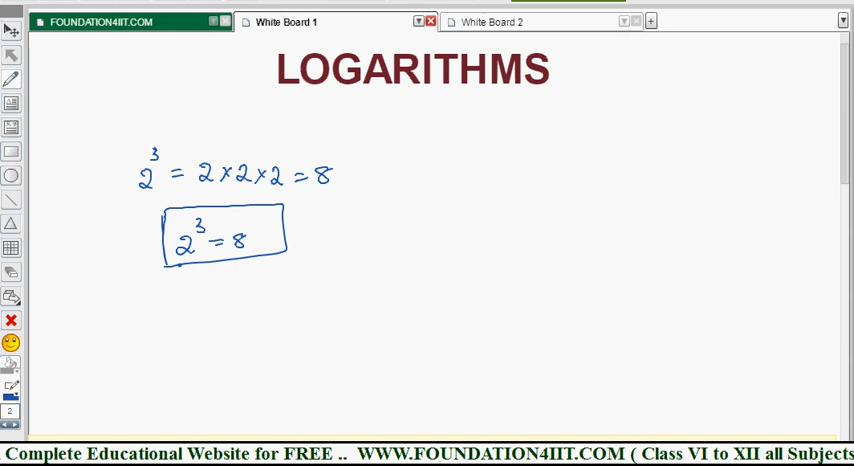 FOUNDATION4IIT.COM
White Board 1
White Board 2
LOGARITHMS
2³ = 2 × 2 × 2 = 8
2³ = 8
2
Complete Educational Website for FREE .. WWW.FOUNDATION4IIT.COM ( Class VI to XII all Subjects